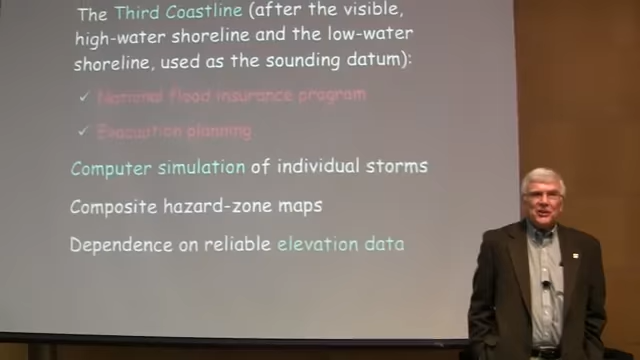 The Third Coastline (after the visible,
high-water shoreline and the low-water
shoreline, used as the sounding datum):
✓ National flood insurance program
✓ Evacuation planning
Computer simulation of individual storms
Composite hazard-zone maps
Dependence on reliable elevation data